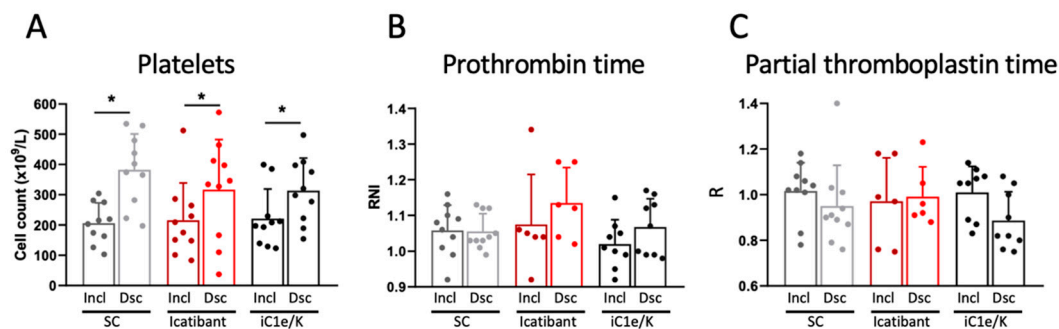 A
Platelets
Cell count (x10⁹/L)
600
500
400
300
200
100
0
*
*
*
Incl Dsc Incl Dsc Incl Dsc
SC Icatibant iC1e/K
B
Prothrombin time
RNI
1.4
1.3
1.2
1.1
1.0
0.9
Incl Dsc Incl Dsc Incl Dsc
SC Icatibant iC1e/K
C
Partial thromboplastin time
R
1.4
1.2
1.0
0.8
0.6
Incl Dsc Incl Dsc Incl Dsc
SC Icatibant iC1e/K